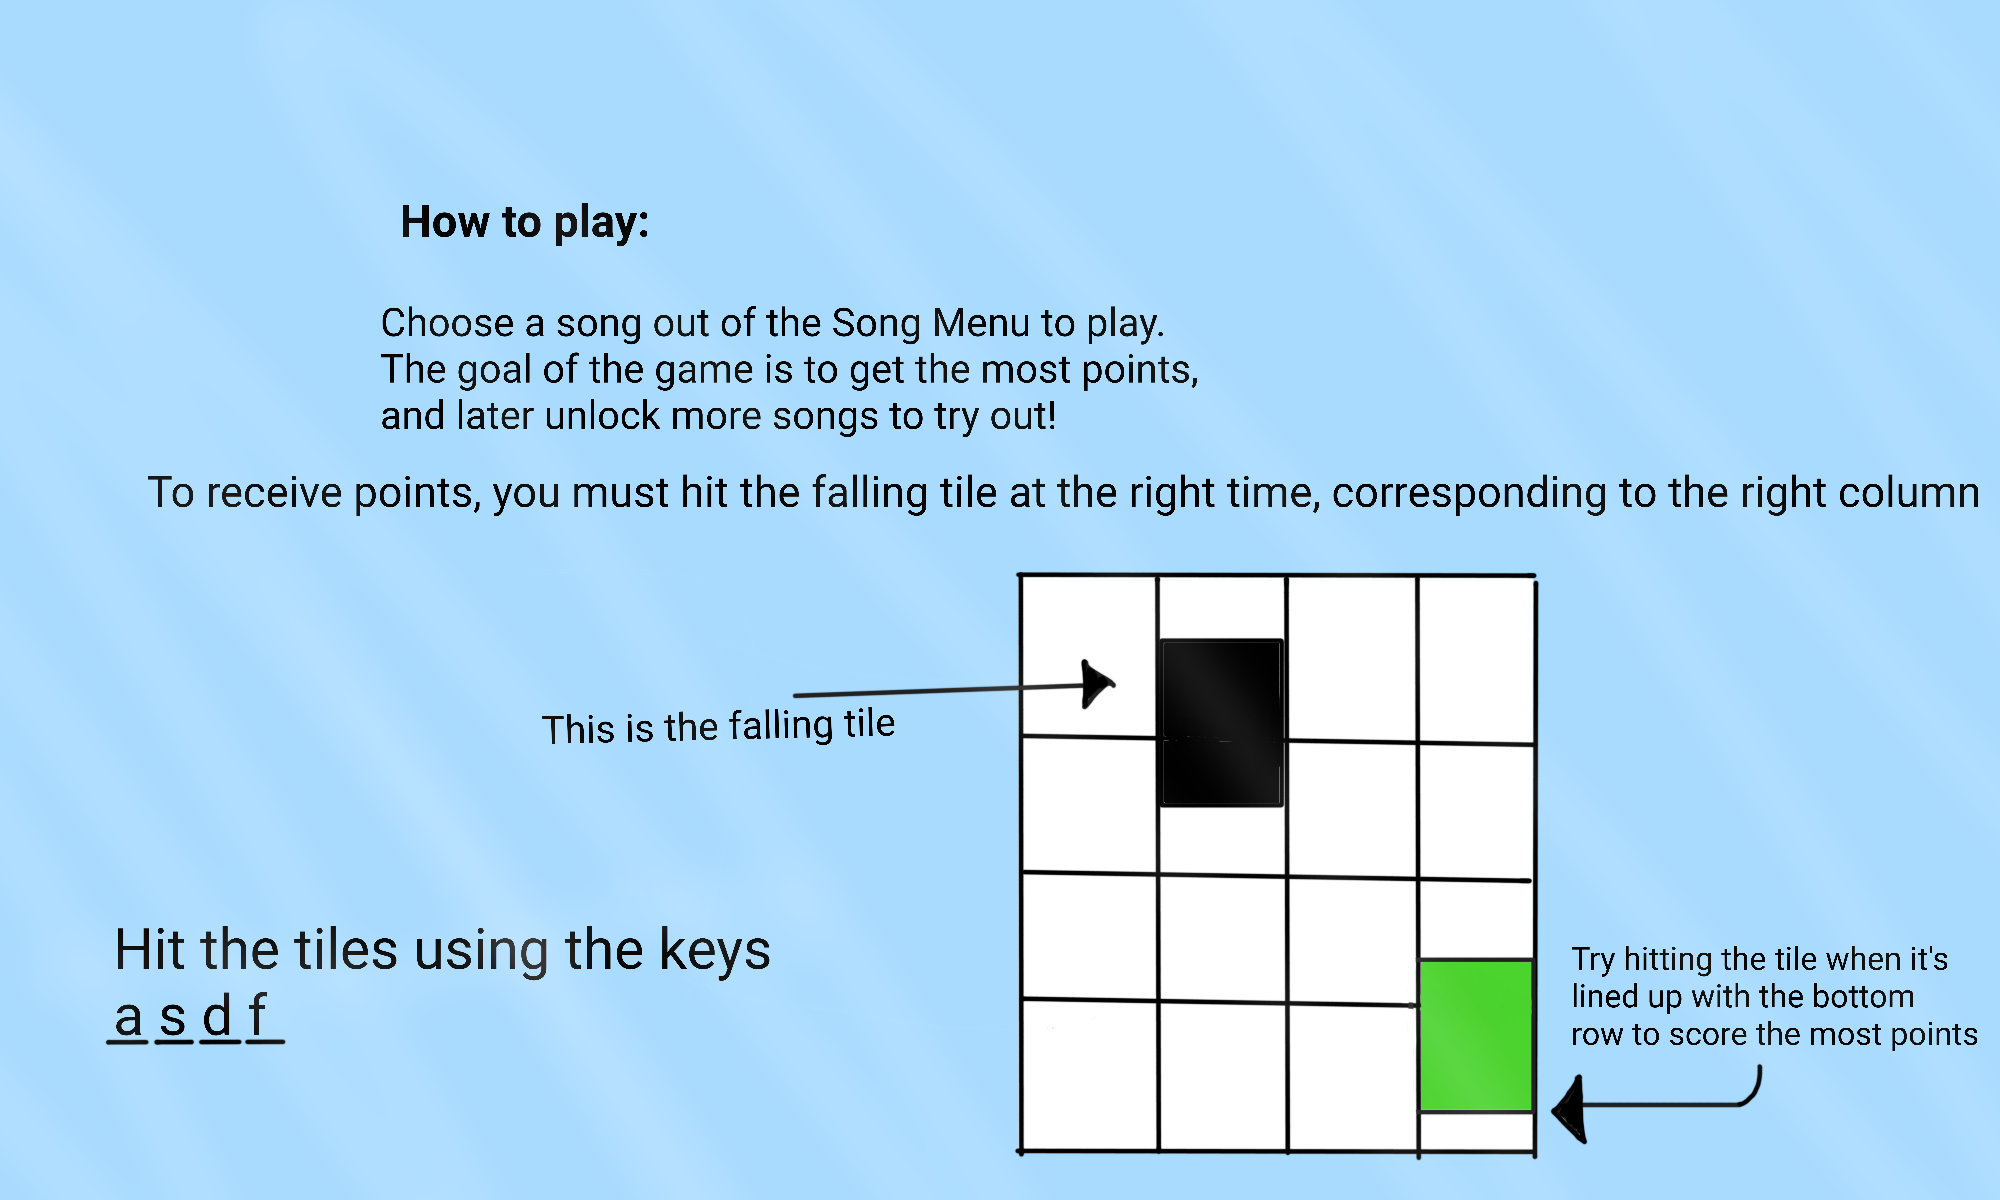 How to play:
Choose a song out of the Song Menu to play.
The goal of the game is to get the most points,
and later unlock more songs to try out!
To receive points, you must hit the falling tile at the right time, corresponding to the right column
This is the falling tile
Hit the tiles using the keys
a s d f
Try hitting the tile when it's
lined up with the bottom
row to score the most points